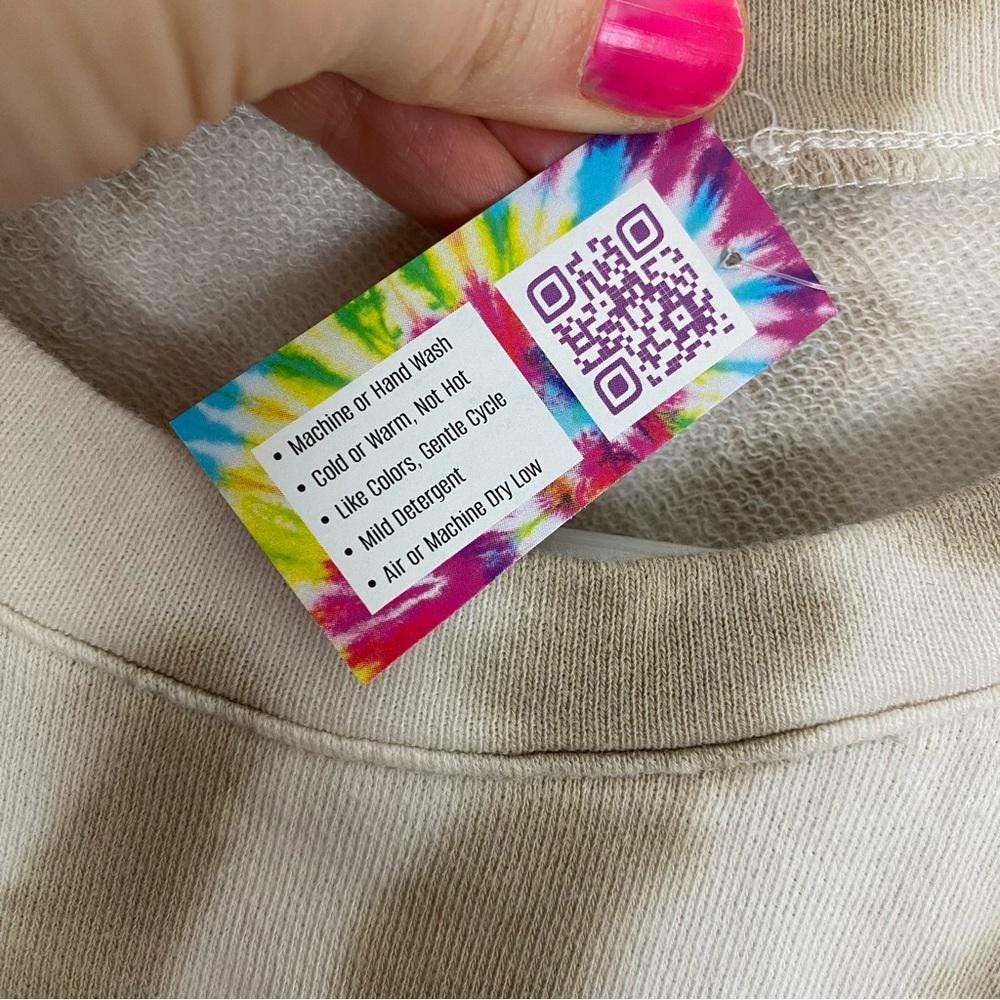 • Machine or Hand Wash
• Cold or Warm, Not Hot
• Like Colors, Gentle Cycle
• Mild Detergent
• Air or Machine Dry Low